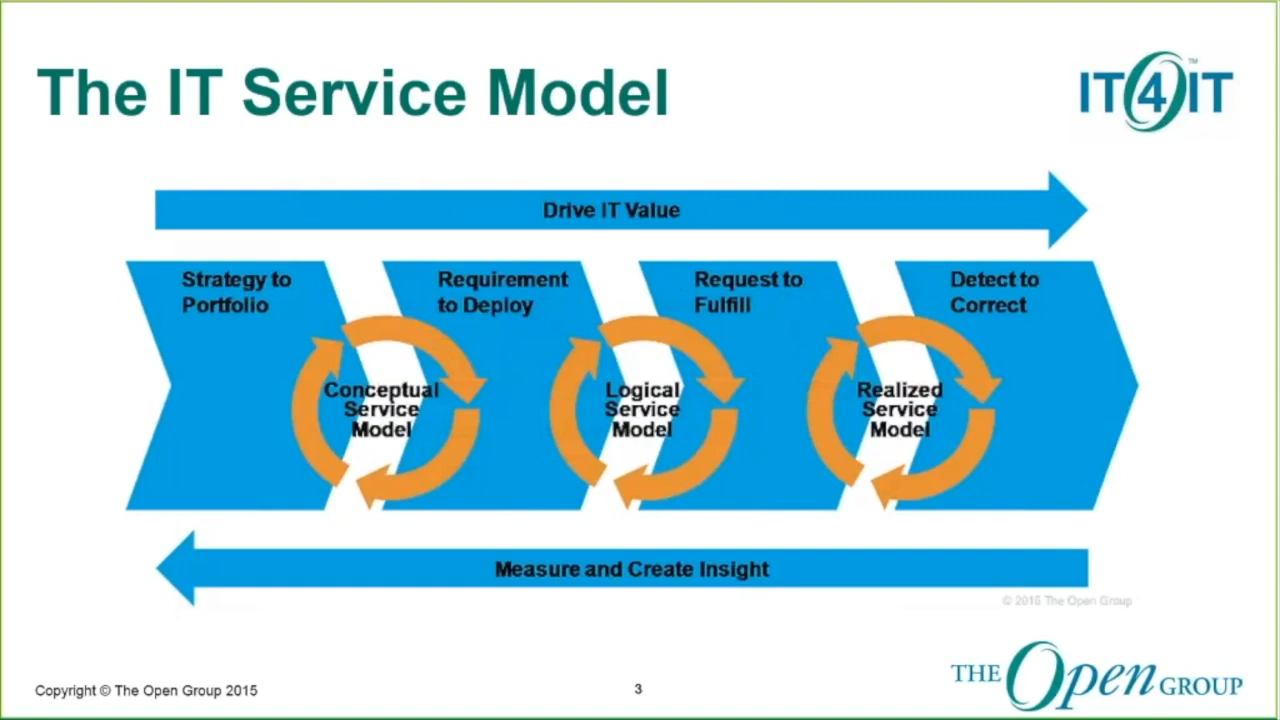 The IT Service Model
IT4IT™
Drive IT Value
Strategy to
Portfolio
Requirement
to Deploy
Request to
Fulfill
Detect to
Correct
Conceptual
Service
Model
Logical
Service
Model
Realized
Service
Model
Measure and Create Insight
© 2015 The Open Group
Copyright © The Open Group 2015
3
THE Open GROUP